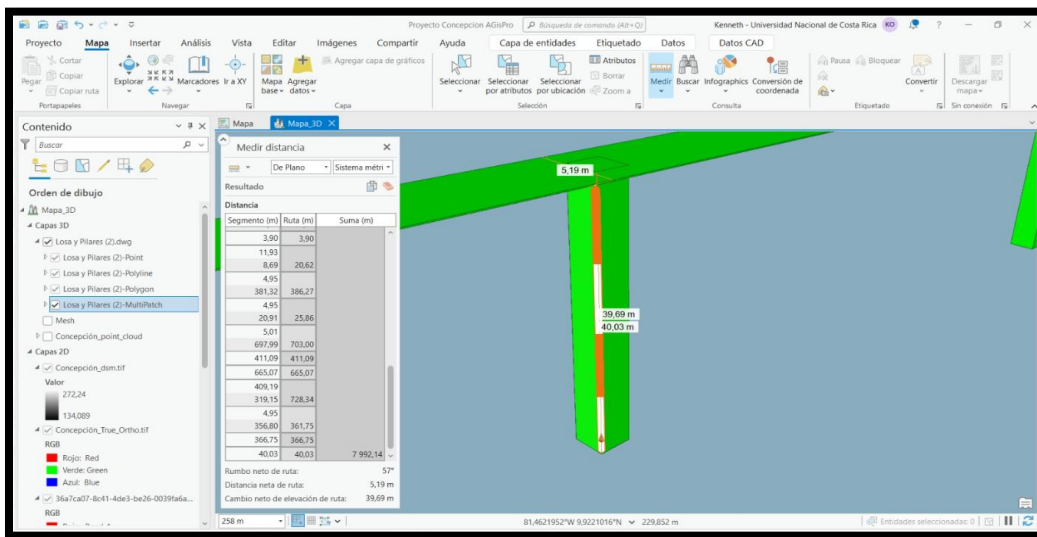 Proyecto Concepcion AGisPro
Búsqueda de comando (Alt+Q)
Kenneth - Universidad Nacional de Costa Rica
KO
?
Proyecto Mapa Insertar Análisis Vista Editar Imágenes Compartir Ayuda Capa de entidades Etiquetado Datos Datos CAD
Pegar
Cortar
Copiar
Copiar ruta
Portapapeles
Explorar
Marcadores
Ir a XY
Navegar
Mapa base
Agregar datos
Agregar capa de gráficos
Capa
Seleccionar
Seleccionar por atributos
Seleccionar por ubicación
Atributos
Borrar
Zoom a
Selección
Medir
Buscar
Infographics
Conversión de coordenada
Consulta
Pausa
Bloquear
Convertir
Etiquetado
Descargar mapa
Sin conexión
Contenido
Buscar
Orden de dibujo
Mapa_3D
Capas 3D
Losa y Pilares (2).dwg
Losa y Pilares (2)-Point
Losa y Pilares (2)-Polyline
Losa y Pilares (2)-Polygon
Losa y Pilares (2)-MultiPatch
Mesh
Concepción_point_cloud
Capas 2D
Concepción_dsm.tif
Valor
272,24
134,089
Concepción_True_Ortho.tif
RGB
Rojo: Red
Verde: Green
Azul: Blue
36a7ca07-8c41-4de3-be26-0039fa6a...
RGB
Mapa
Mapa_3D
Medir distancia
De Plano
Sistema métri
Resultado
Distancia
Segmento (m) Ruta (m) Suma (m)
3,90 3,90
11,93
8,69 20,62
4,95
381,32 386,27
4,95
20,91 25,86
5,01
697,99 703,00
411,09 411,09
665,07 665,07
409,19
319,15 728,34
4,95
356,80 361,75
366,75 366,75
40,03 40,03 7 992,14
Rumbo neto de ruta: 57°
Distancia neta de ruta: 5,19 m
Cambio neto de elevación de ruta: 39,69 m
5,19 m
39,69 m
40,03 m
258 m
81,4621952°W 9,9221016°N
229,852 m
Entidades seleccionadas: 0